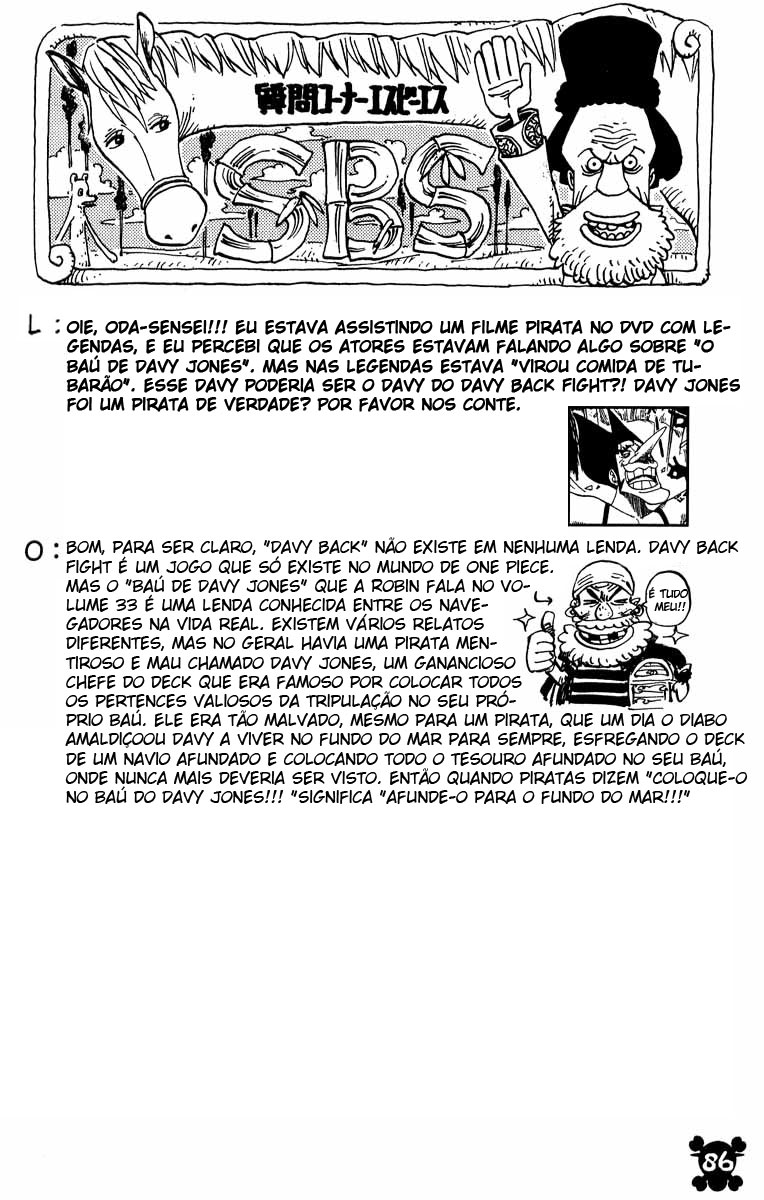 質問コーナーエスビーエス
SBS
L: OIE, ODA-SENSEI!!! EU ESTAVA ASSISTINDO UM FILME PIRATA NO DVD COM LE-
GENDAS, E EU PERCEBI QUE OS ATORES ESTAVAM FALANDO ALGO SOBRE "O
BAÚ DE DAVY JONES". MAS NAS LEGENDAS ESTAVA "VIROU COMIDA DE TU-
BARÃO". ESSE DAVY PODERIA SER O DAVY DO DAVY BACK FIGHT?! DAVY JONES
FOI UM PIRATA DE VERDADE? POR FAVOR NOS CONTE.
O: BOM, PARA SER CLARO, "DAVY BACK" NÃO EXISTE EM NENHUMA LENDA. DAVY BACK
FIGHT É UM JOGO QUE SÓ EXISTE NO MUNDO DE ONE PIECE.
MAS O "BAÚ DE DAVY JONES" QUE A ROBIN FALA NO VO-
LUME 33 É UMA LENDA CONHECIDA ENTRE OS NAVE-
GADORES NA VIDA REAL. EXISTEM VÁRIOS RELATOS
DIFERENTES, MAS NO GERAL HAVIA UMA PIRATA MEN-
TIROSO E MAU CHAMADO DAVY JONES, UM GANANCIOSO
CHEFE DO DECK QUE ERA FAMOSO POR COLOCAR TODOS
OS PERTENCES VALIOSOS DA TRIPULAÇÃO NO SEU PRÓ-
PRIO BAÚ. ELE ERA TÃO MALVADO, MESMO PARA UM PIRATA, QUE UM DIA O DIABO
AMALDIÇOOU DAVY A VIVER NO FUNDO DO MAR PARA SEMPRE, ESFREGANDO O DECK
DE UM NAVIO AFUNDADO E COLOCANDO TODO O TESOURO AFUNDADO NO SEU BAÚ,
ONDE NUNCA MAIS DEVERIA SER VISTO. ENTÃO QUANDO PIRATAS DIZEM "COLOQUE-O
NO BAÚ DO DAVY JONES!!! "SIGNIFICA "AFUNDE-O PARA O FUNDO DO MAR!!!"
É TUDO
MEU!!
86